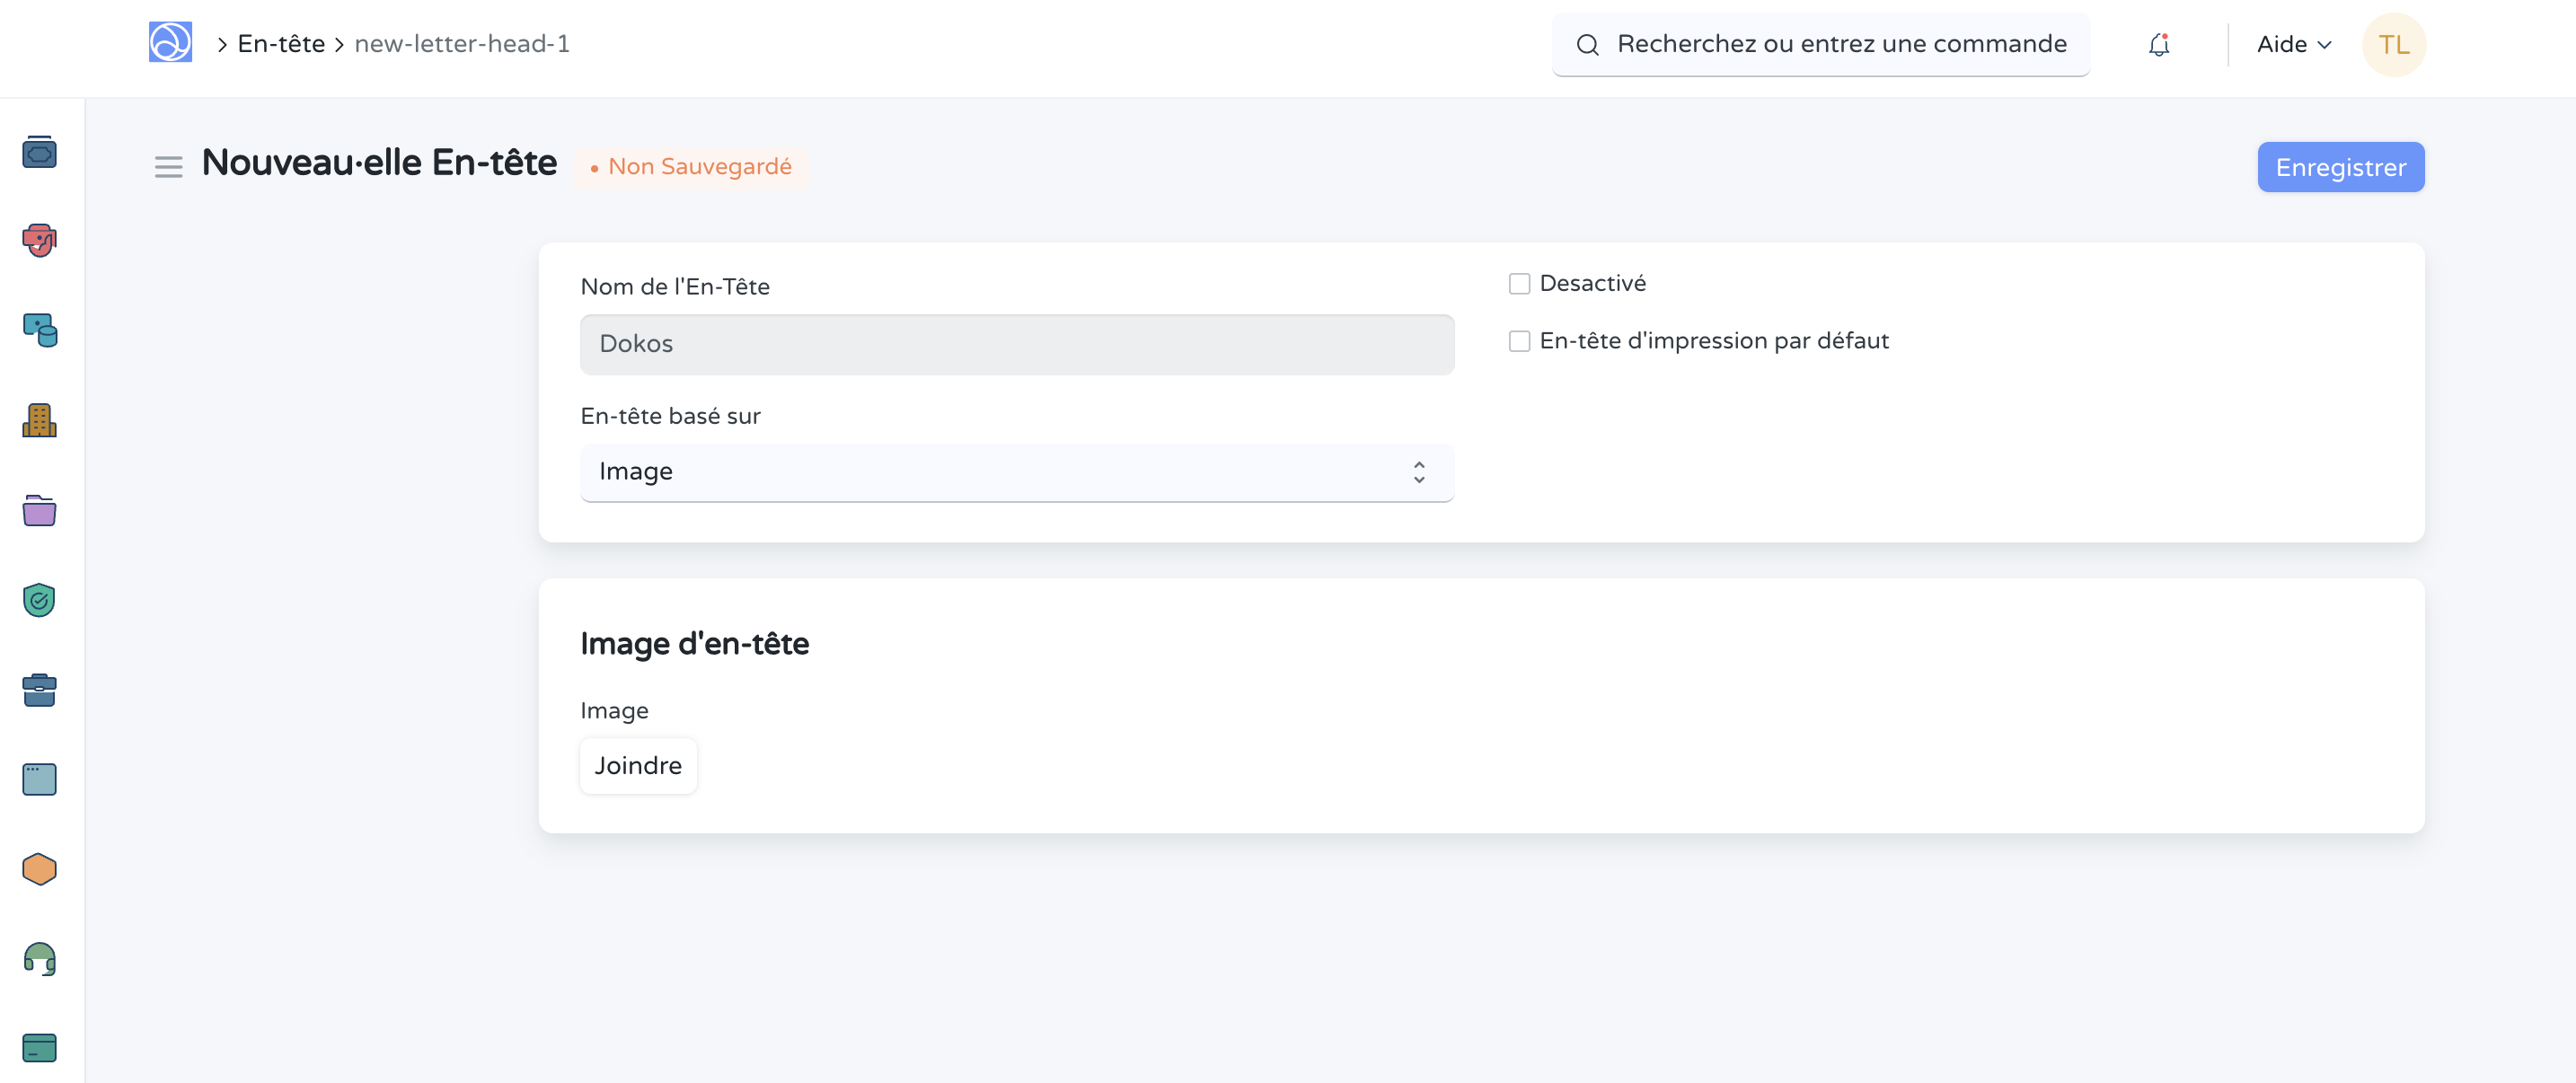 En-tête new-letter-head-1
Recherchez ou entrez une commande
Aide
TL
Nouveau·elle En-tête
Non Sauvegardé
Enregistrer
Nom de l'En-Tête
Dokos
En-tête basé sur
Image
Desactivé
En-tête d'impression par défaut
Image d'en-tête
Image
Joindre